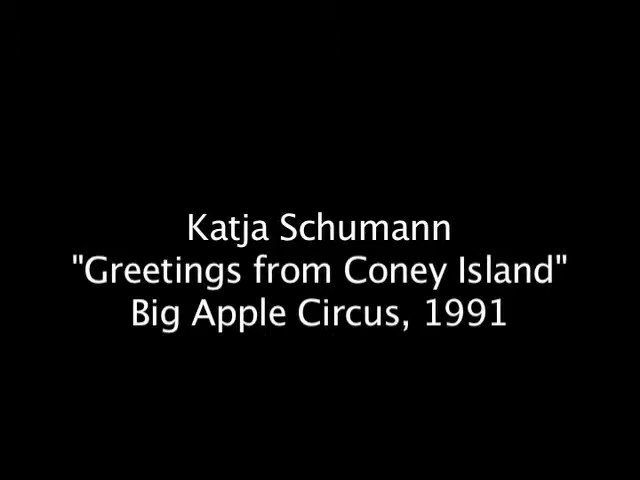 Katja Schumann
"Greetings from Coney Island"
Big Apple Circus, 1991